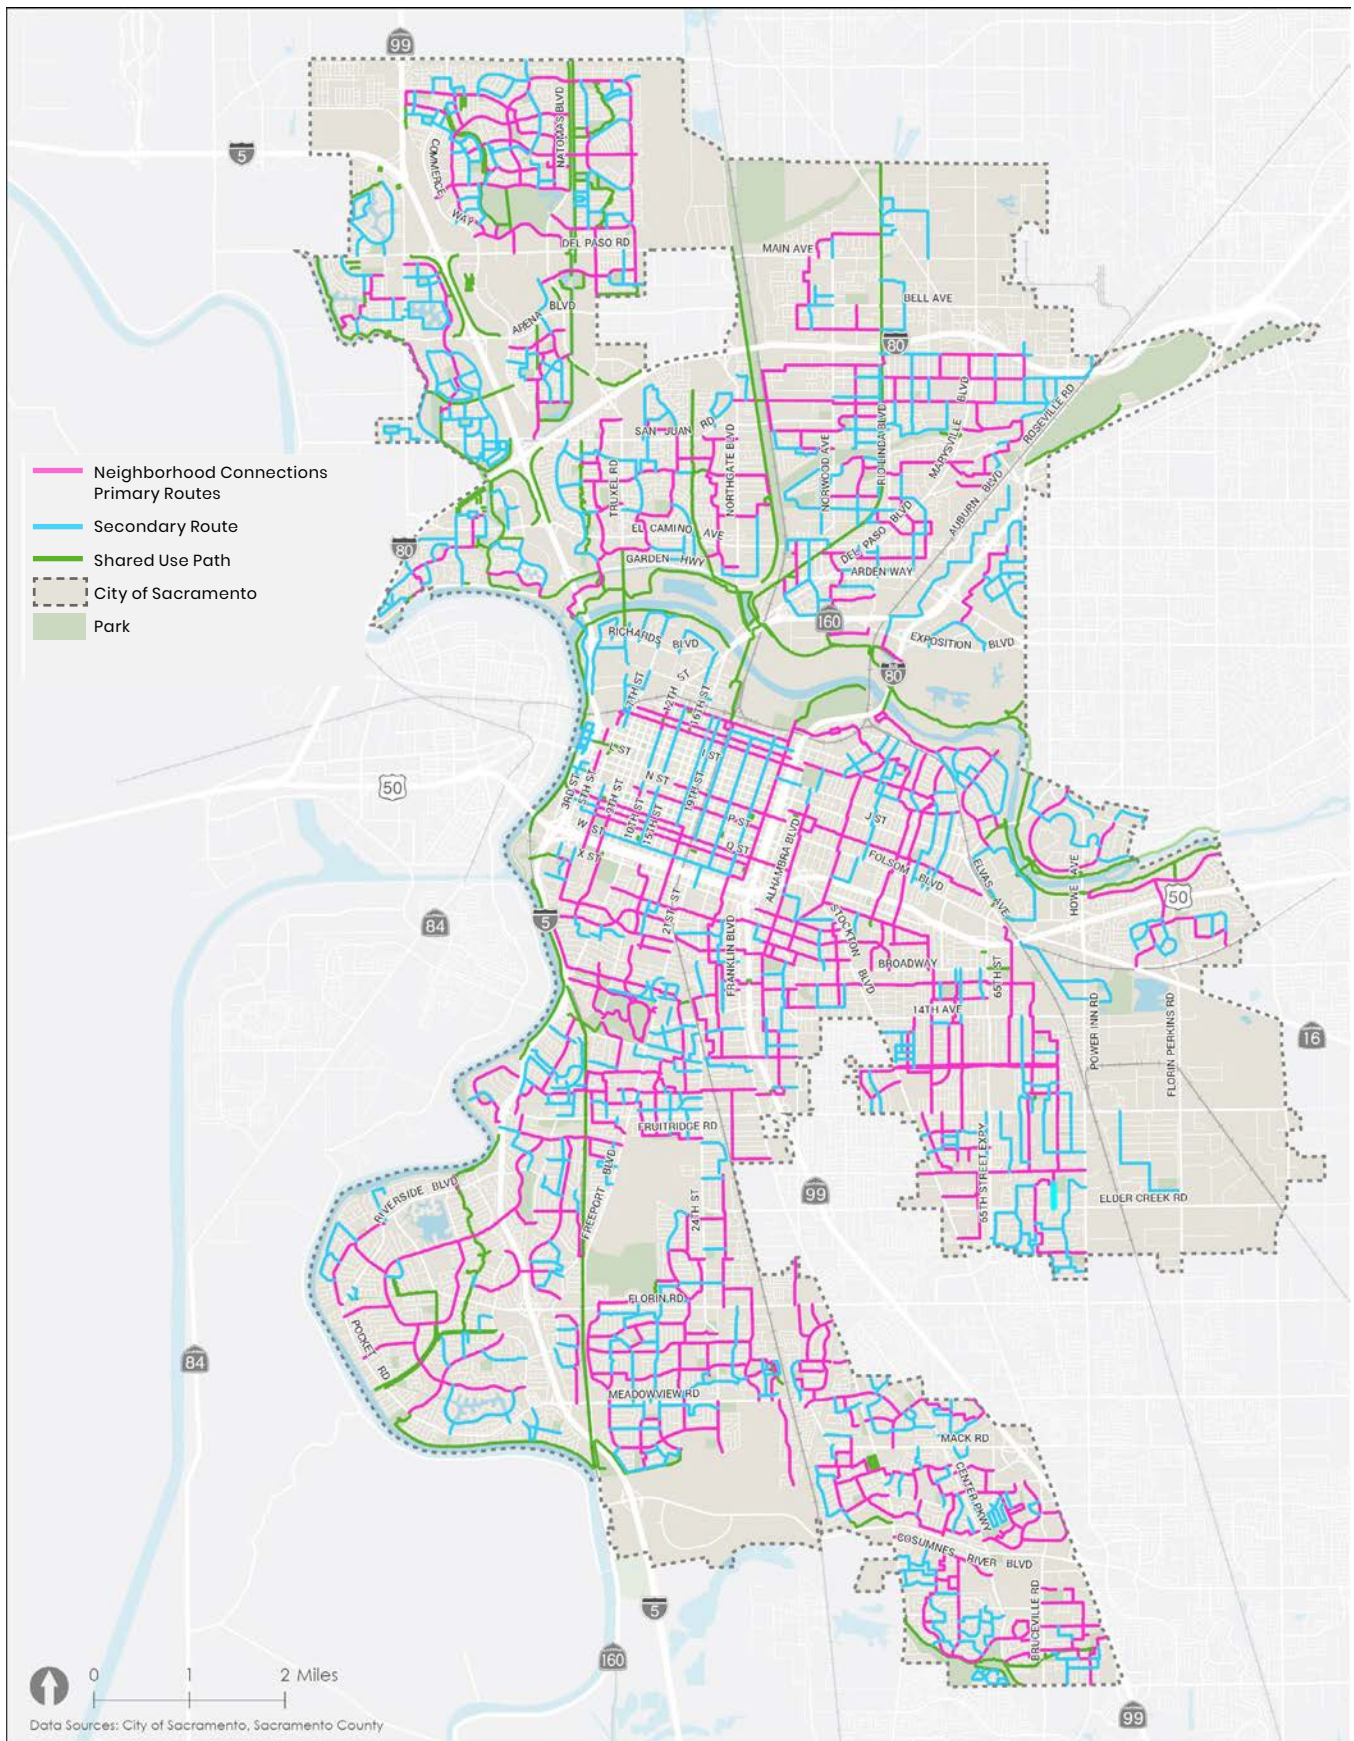 99
5
COMMERCE
WAY
NATOMAS BLVD
DEL PASO RD
MAIN AVE
BELL AVE
ARENA BLVD
80
SAN JUAN RD
TRUXEL RD
NORTHGATE BLVD
NORWOOD AVE
RIO LINDA BLVD
MARYSVILLE BLVD
ROSEVILLE RD
AUBURN BLVD
EL CAMINO AVE
DEL PASO BLVD
GARDEN HWY
ARDEN WAY
Neighborhood Connections
Primary Routes
Secondary Route
Shared Use Path
80
City of Sacramento
Park
160
RICHARDS BLVD
EXPOSITION BLVD
80
7TH ST
12TH ST
16TH ST
L ST
I ST
N ST
50
3RD ST
5TH ST
9TH ST
10TH ST
15TH ST
19TH ST
P ST
J ST
W ST
Q ST
X ST
ALHAMBRA BLVD
FOLSOM BLVD
ELVAS AVE
HOWE AVE
50
84
5
21ST ST
FRANKLIN BLVD
STOCKTON BLVD
BROADWAY
65TH ST
14TH AVE
POWER INN RD
FLORIN PERKINS RD
16
FRUITRIDGE RD
65TH STREET EXPY
ELDER CREEK RD
99
RIVERSIDE BLVD
FREEPORT BLVD
24TH ST
FLORIN RD
POCKET RD
84
MEADOWVIEW RD
MACK RD
CENTER PKWY
COSUMNES RIVER BLVD
BRUCEVILLE RD
5
160
99
0 1 2 Miles
Data Sources: City of Sacramento, Sacramento County